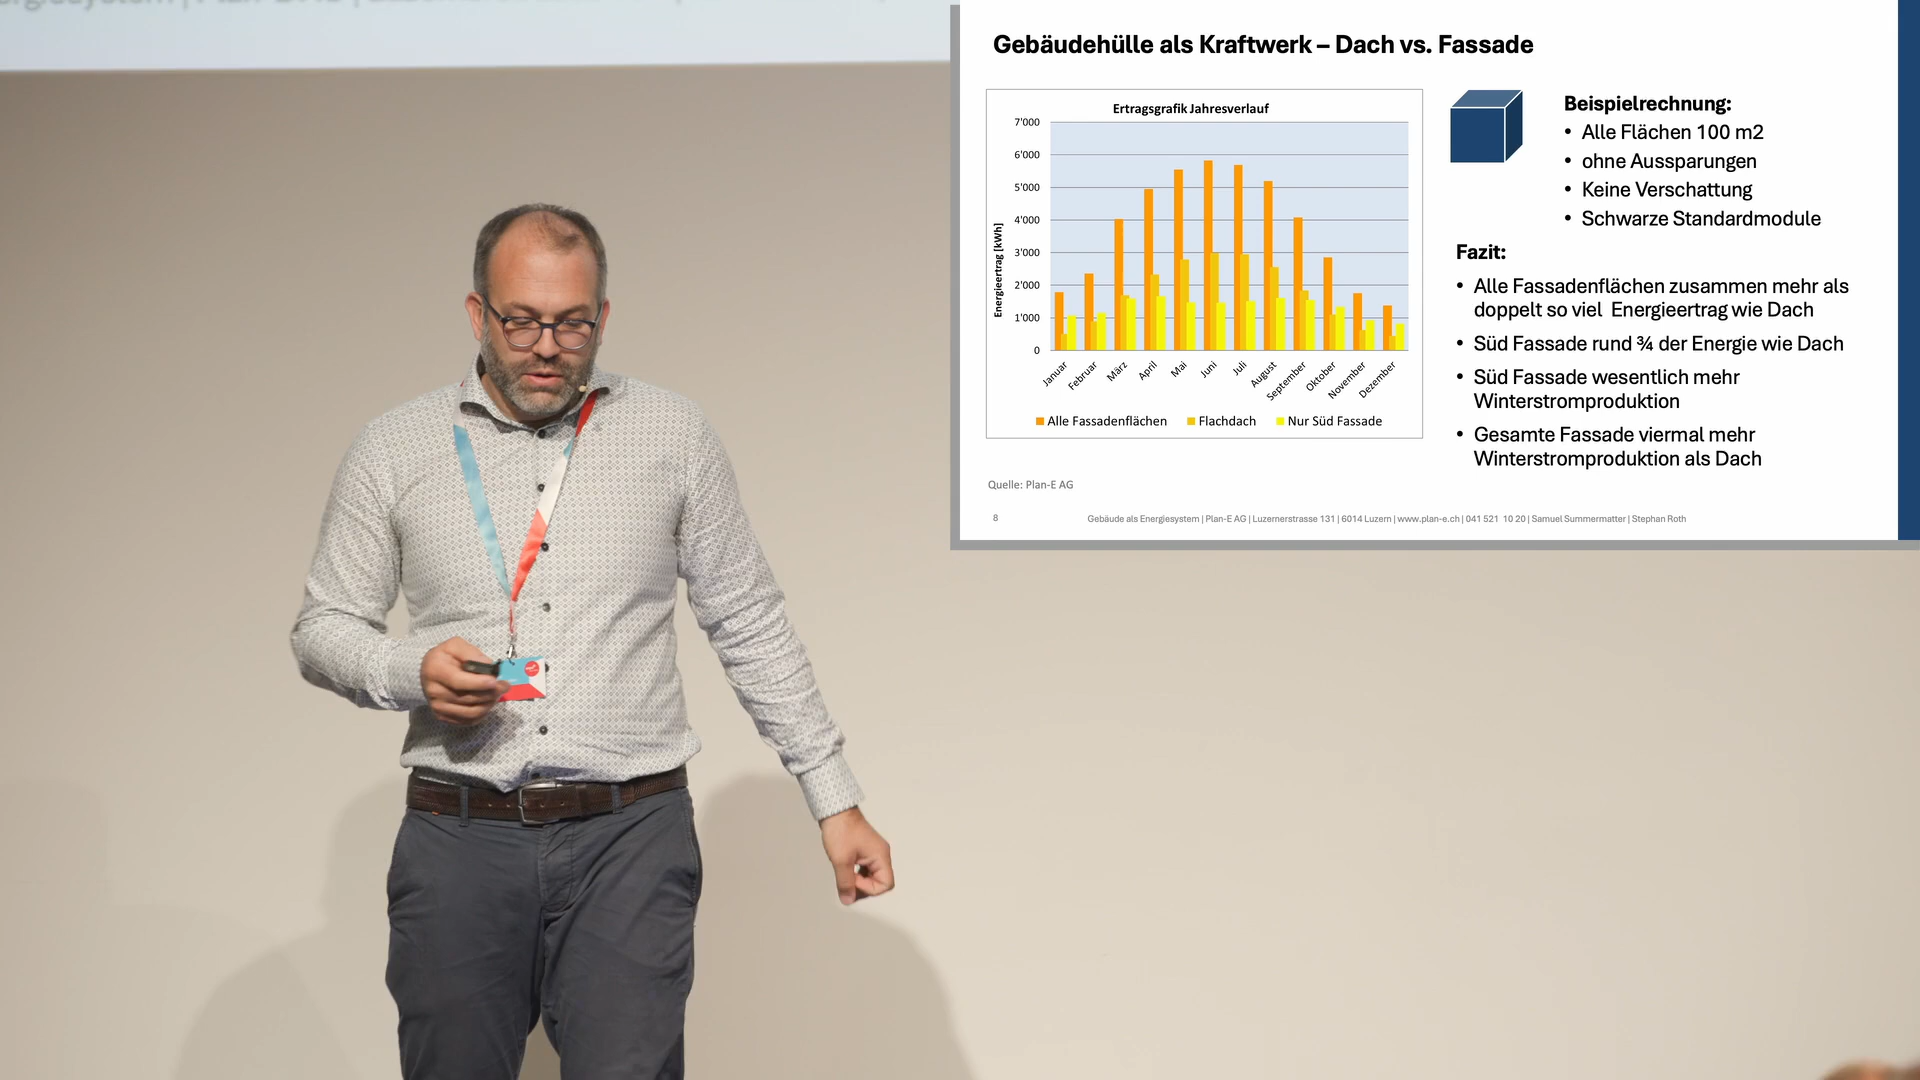 Gebäudehülle als Kraftwerk – Dach vs. Fassade
Ertragsgrafik Jahresverlauf
7'000
6'000
5'000
4'000
3'000
2'000
1'000
0
Energieertrag [kWh]
Januar
Februar
März
April
Mai
Juni
Juli
August
September
Oktober
November
Dezember
Alle Fassadenflächen
Flachdach
Nur Süd Fassade
Beispielrechnung:
• Alle Flächen 100 m2
• ohne Aussparungen
• Keine Verschattung
• Schwarze Standardmodule
Fazit:
• Alle Fassadenflächen zusammen mehr als
doppelt so viel Energieertrag wie Dach
• Süd Fassade rund ¾ der Energie wie Dach
• Süd Fassade wesentlich mehr
Winterstromproduktion
• Gesamte Fassade viermal mehr
Winterstromproduktion als Dach
Quelle: Plan-E AG
8
Gebäude als Energiesystem | Plan-E AG | Luzernerstrasse 131 | 6014 Luzern | www.plan-e.ch | 041 521 10 20 | Samuel Summermatter | Stephan Roth